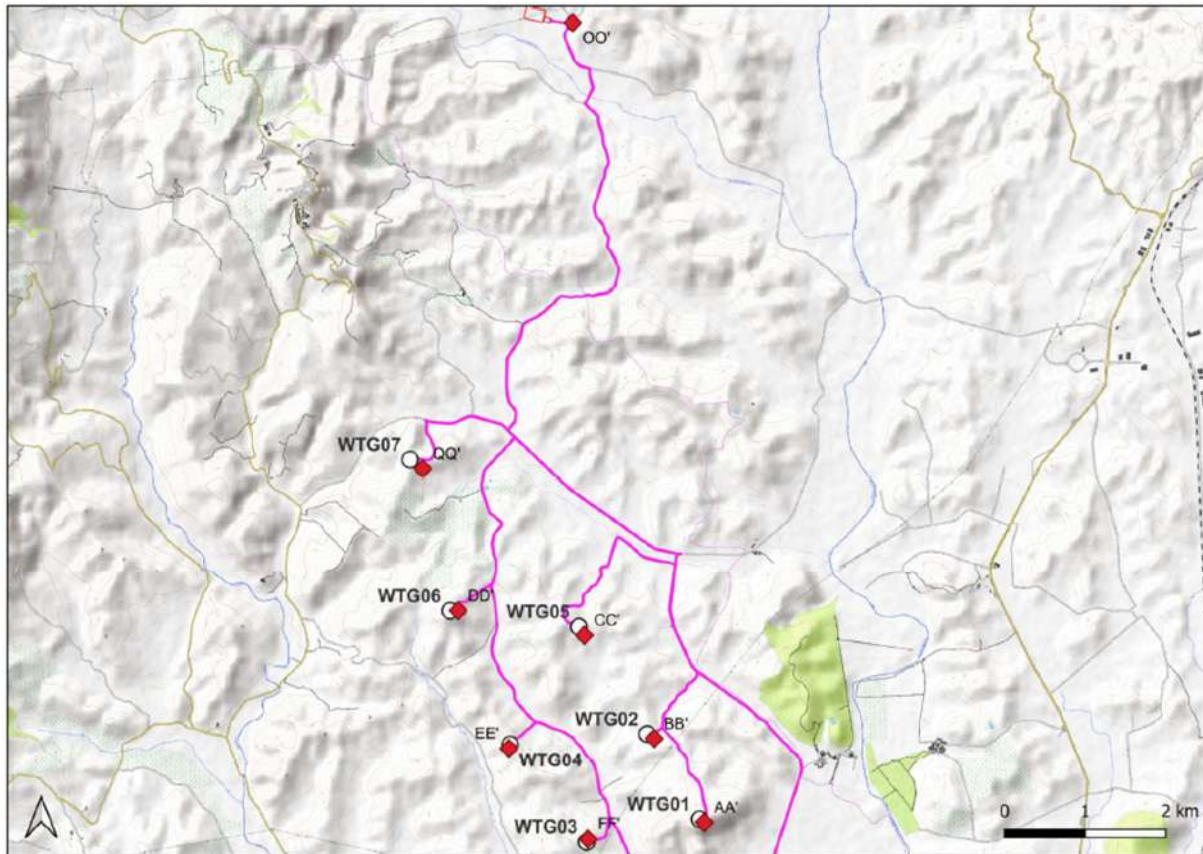 OO'
WTG07
QQ'
WTG06
DD'
WTG05
CC'
WTG02
BB'
EE'
WTG04
WTG01
AA'
WTG03
FF'
0 1 2 km